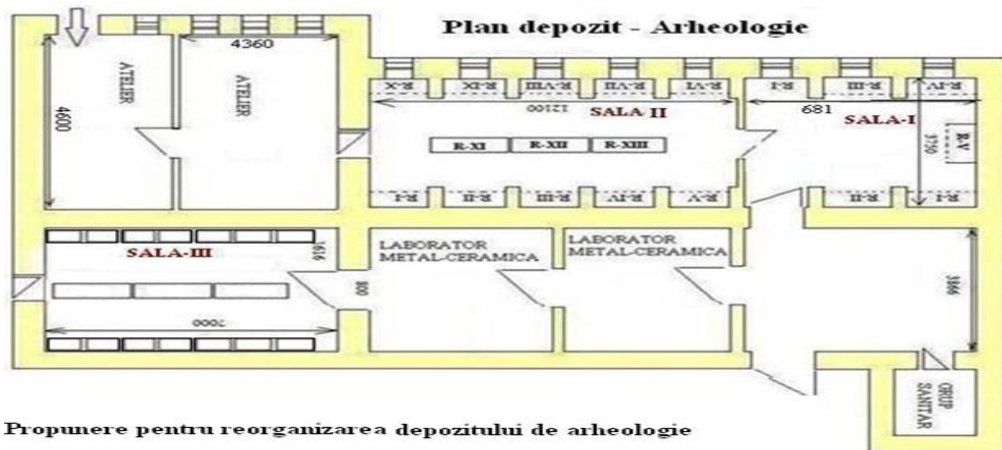 Plan depozit - Arheologie
4360
ATELIER
ATELIER
4600
R-X
R-IX
R-VIII
R-VII
R-VI
R-I
R-III
R-IV
12100
SALA II
681
SALA-I
R-V
3750
R-XI
R-XII
R-XIII
R-I
R-II
R-III
R-IV
R-V
R-II
R-I
SALA-III
1616
800
7000
LABORATOR
METAL-CERAMICA
LABORATOR
METAL-CERAMICA
3866
GRUP
SANITAR
Propunere pentru reorganizarea depozitului de arheologie